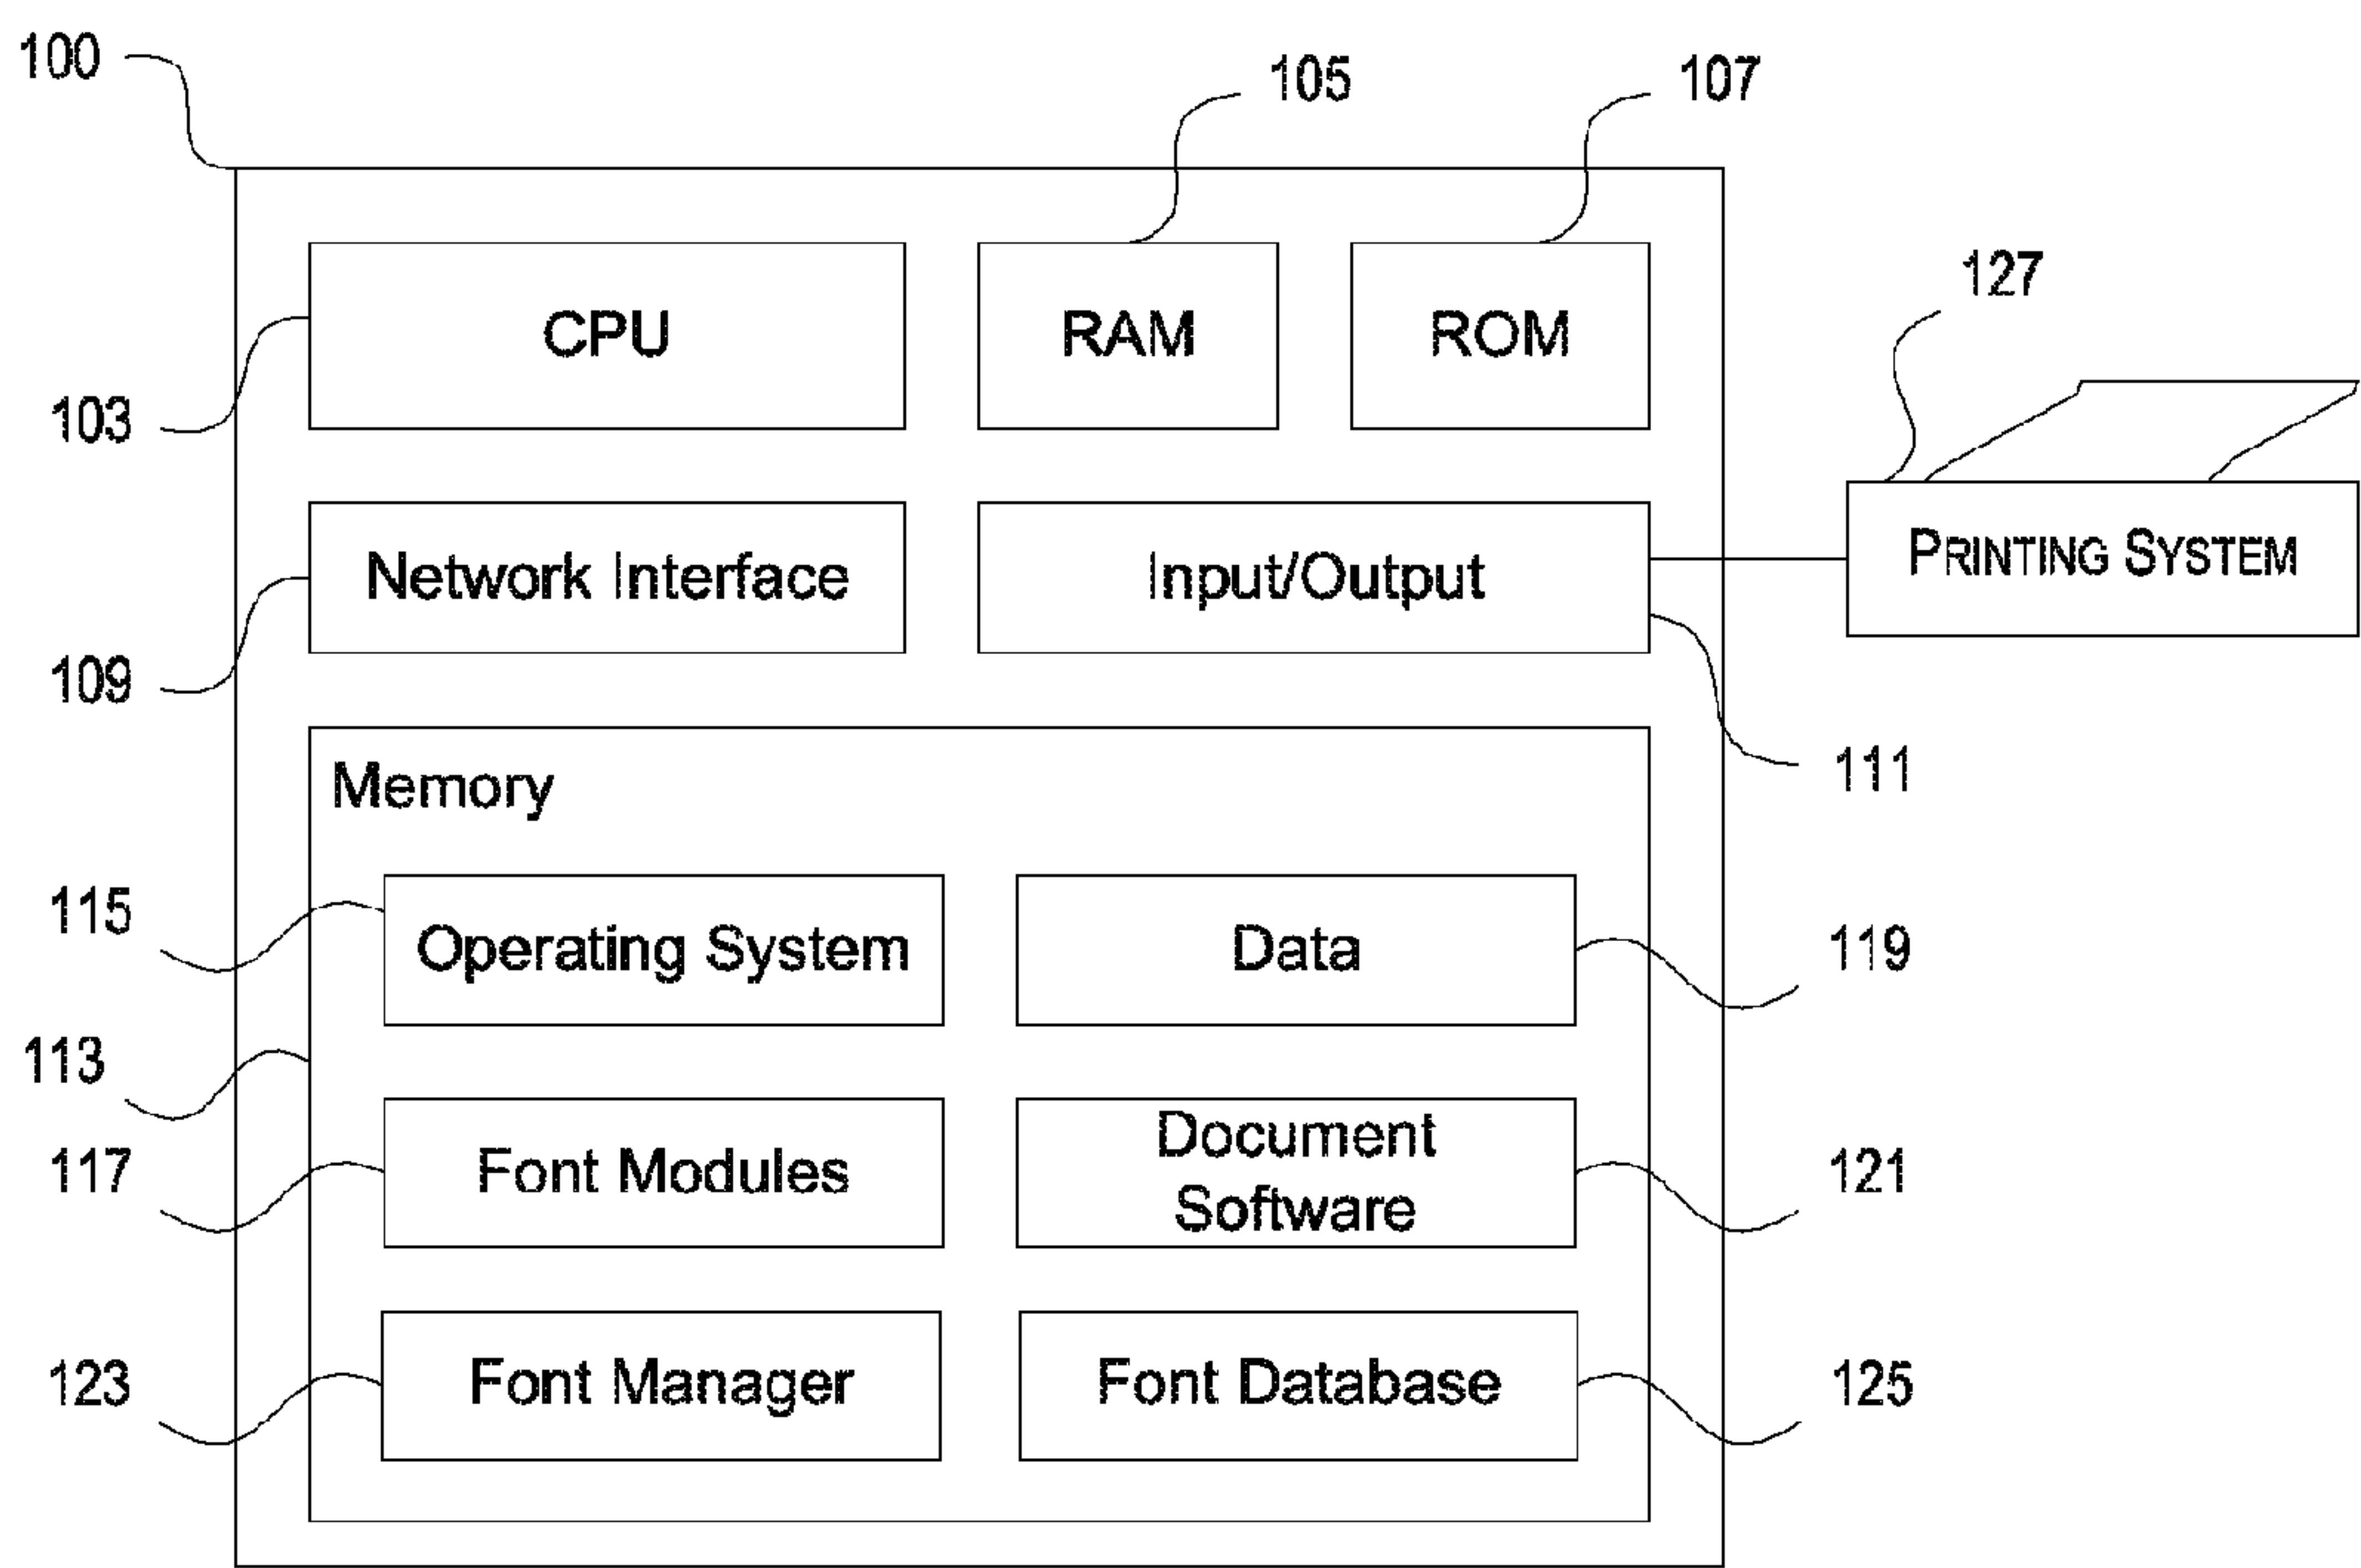 100
105
107
CPU
RAM
ROM
127
103
Network Interface
Input/Output
PRINTING SYSTEM
109
Memory
111
115
Operating System
Data
119
113
117
Font Modules
Document
Software
121
123
Font Manager
Font Database
125